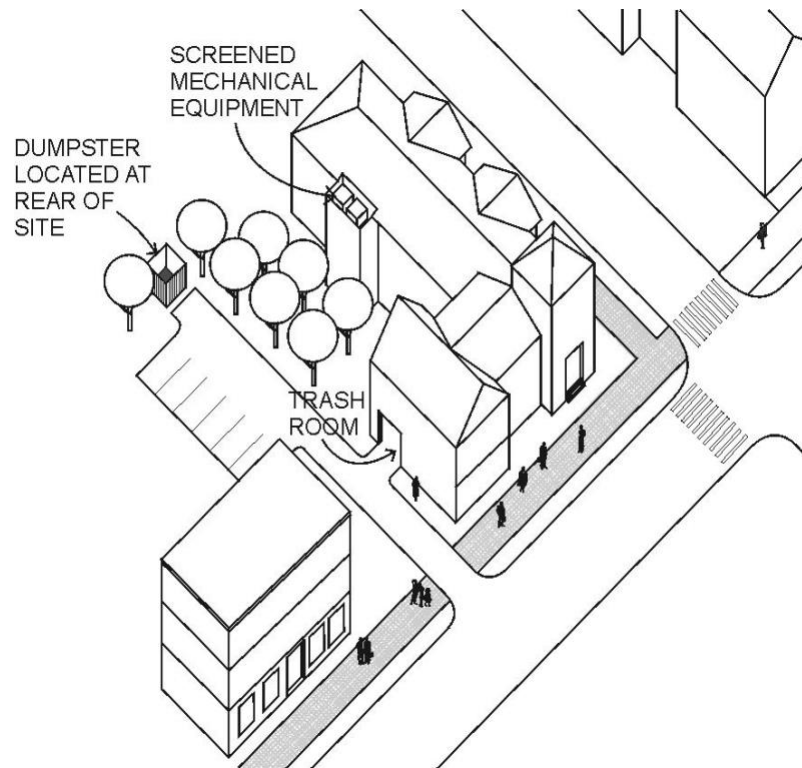 SCREENED
MECHANICAL
EQUIPMENT
DUMPSTER
LOCATED AT
REAR OF
SITE
TRASH
ROOM